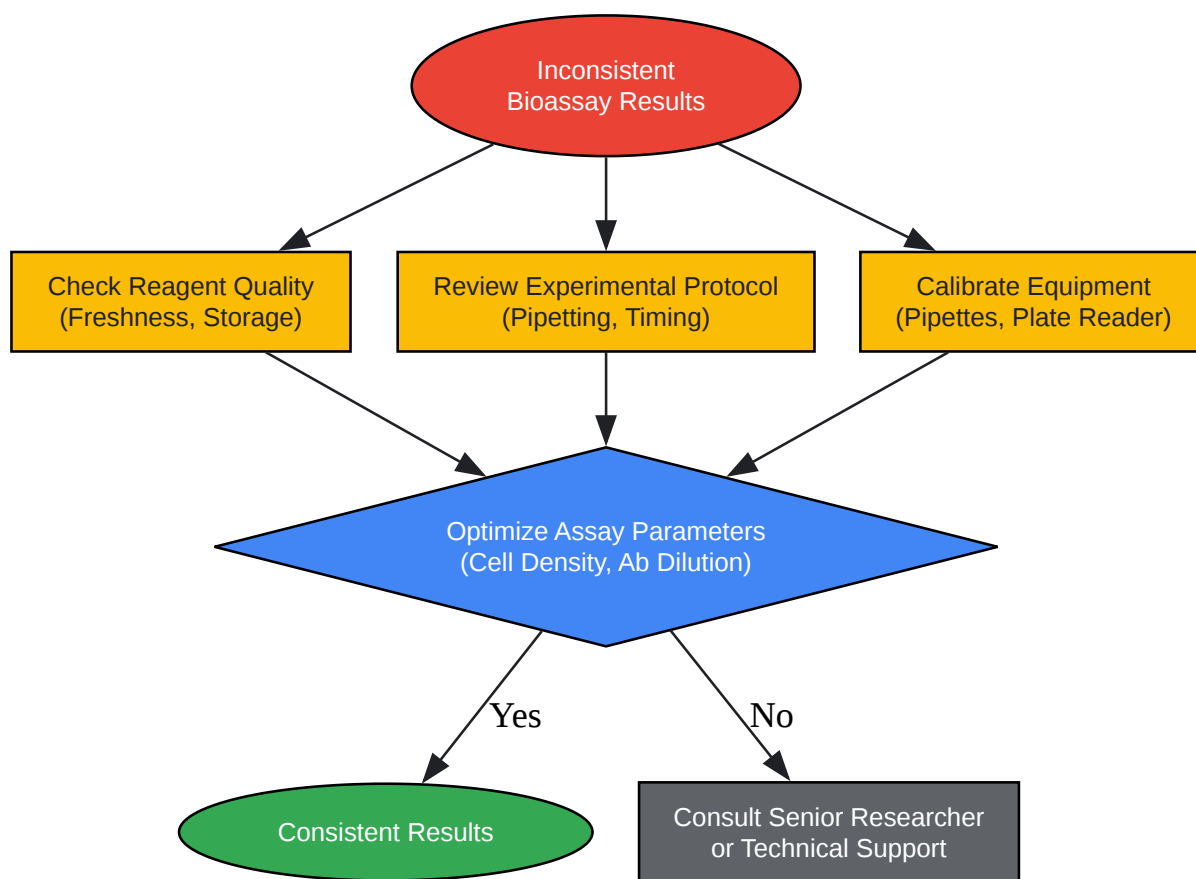 Inconsistent
Bioassay Results
Check Reagent Quality
(Freshness, Storage)
Review Experimental Protocol
(Pipetting, Timing)
Calibrate Equipment
(Pipettes, Plate Reader)
Optimize Assay Parameters
(Cell Density, Ab Dilution)
Yes
No
Consistent Results
Consult Senior Researcher
or Technical Support